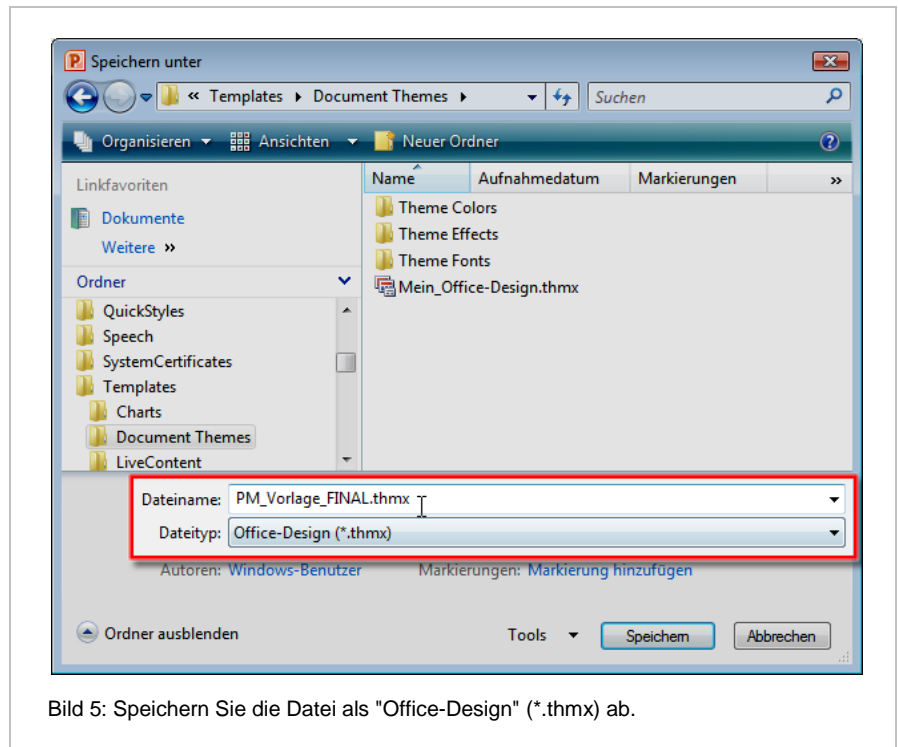 Speichern unter
« Templates Document Themes Suchen
Organisieren Ansichten Neuer Ordner
Linkfavoriten
Dokumente
Weitere »
Ordner
QuickStyles
Speech
SystemCertificates
Templates
Charts
Document Themes
LiveContent
Name Aufnahmedatum Markierungen »
Theme Colors
Theme Effects
Theme Fonts
Mein_Office-Design.thmx
Dateiname: PM_Vorlage_FINAL.thmx
Dateityp: Office-Design (*.thmx)
Autoren: Windows-Benutzer Markierungen: Markierung hinzufügen
Ordner ausblenden Tools Speichern Abbrechen
Bild 5: Speichern Sie die Datei als "Office-Design" (*.thmx) ab.